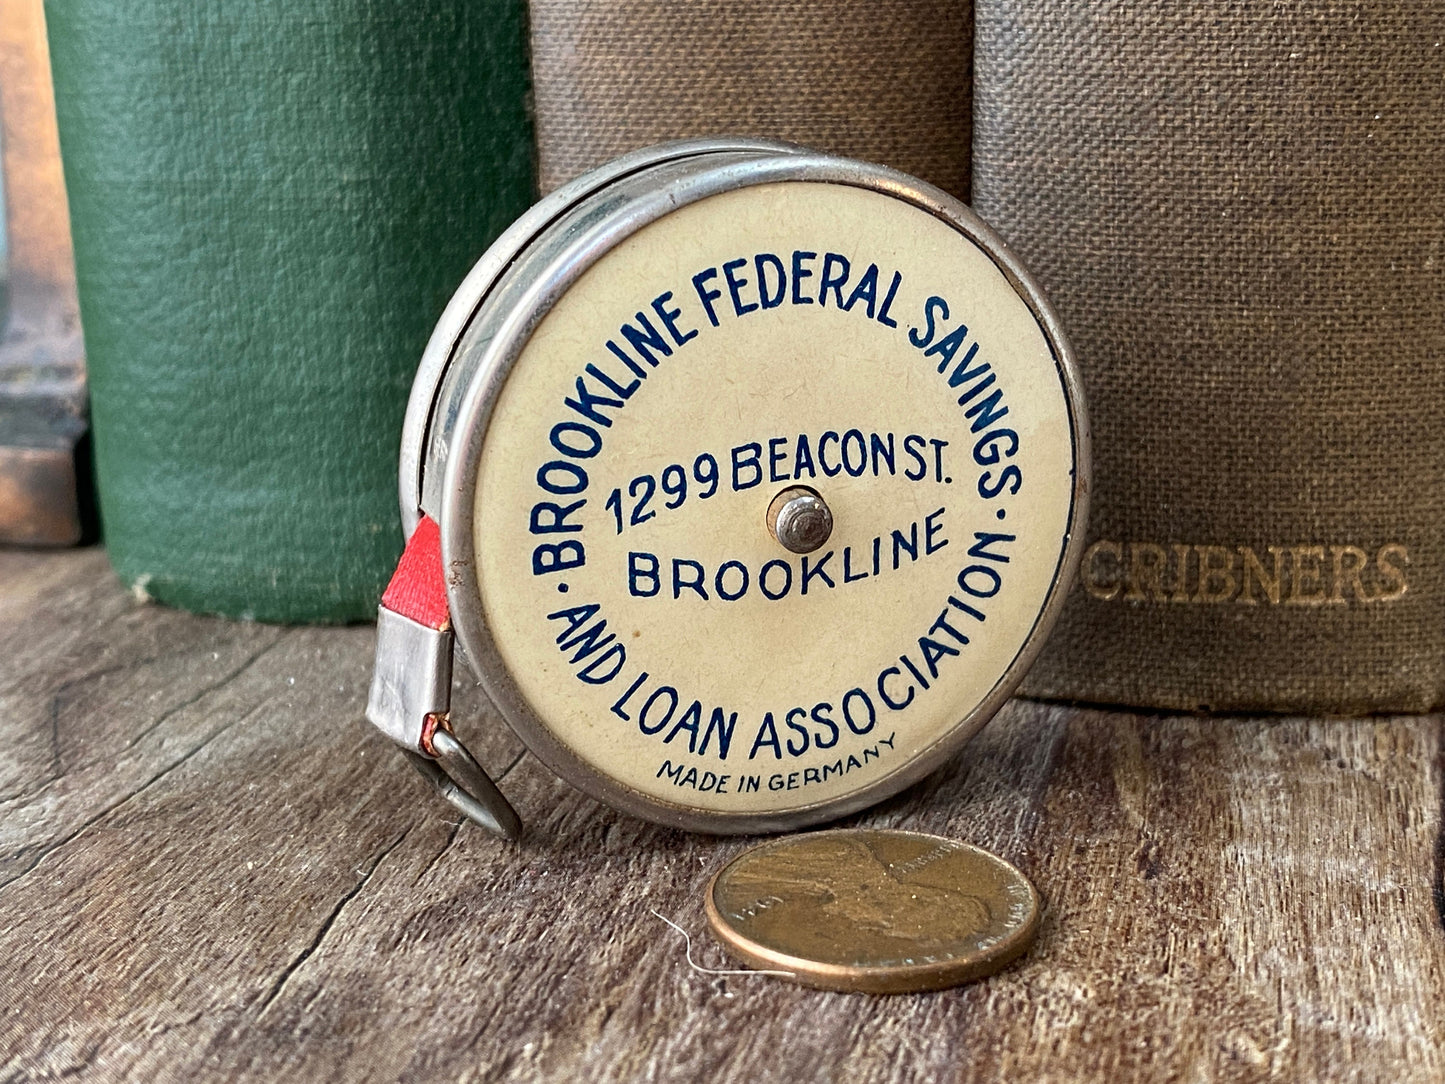 · BROOKLINE FEDERAL SAVINGS ·
1299 BEACON ST.
BROOKLINE
AND LOAN ASSOCIATION
MADE IN GERMANY
CRIBNERS